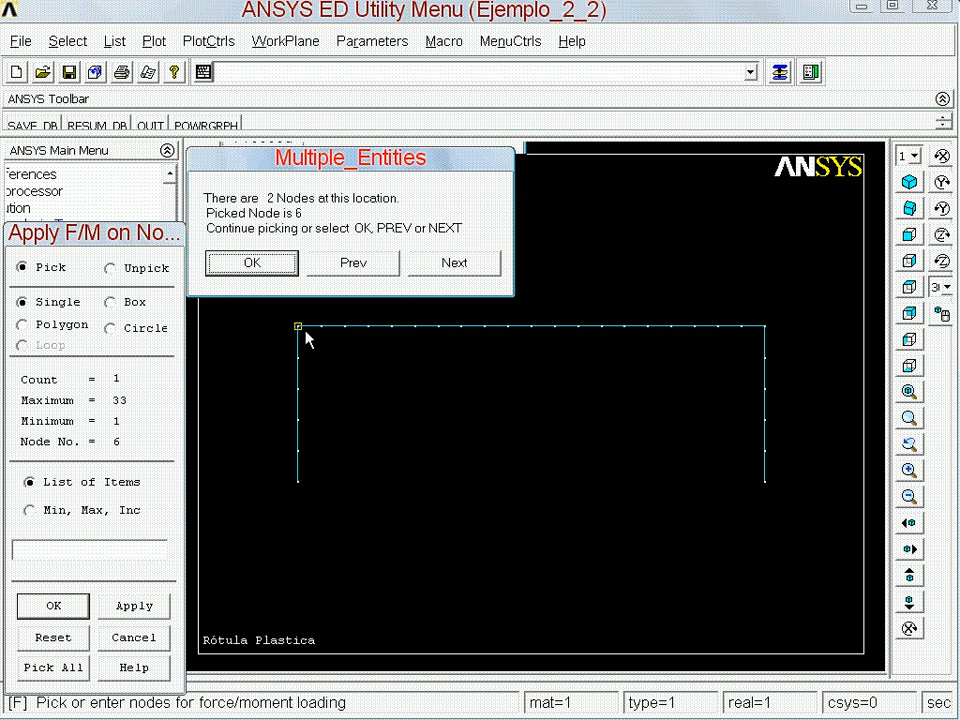 ANSYS ED Utility Menu (Ejemplo_2_2)
File Select List Plot PlotCtrls WorkPlane Parameters Macro MenuCtrls Help
ANSYS Toolbar
SAVE_DB RESUM_DB QUIT POWRGRPH
ANSYS Main Menu
ferences
processor
ution
Multiple_Entities
There are 2 Nodes at this location.
Picked Node is 6
Continue picking or select OK, PREV or NEXT
OK Prev Next
ANSYS
1
Apply F/M on No...
Pick Unpick
Single Box
Polygon Circle
Loop
Count = 1
Maximum = 33
Minimum = 1
Node No. = 6
List of Items
Min, Max, Inc
OK Apply
Reset Cancel
Pick All Help
Rótula Plastica
[F] Pick or enter nodes for force/moment loading
mat=1 type=1 real=1 csys=0 sec